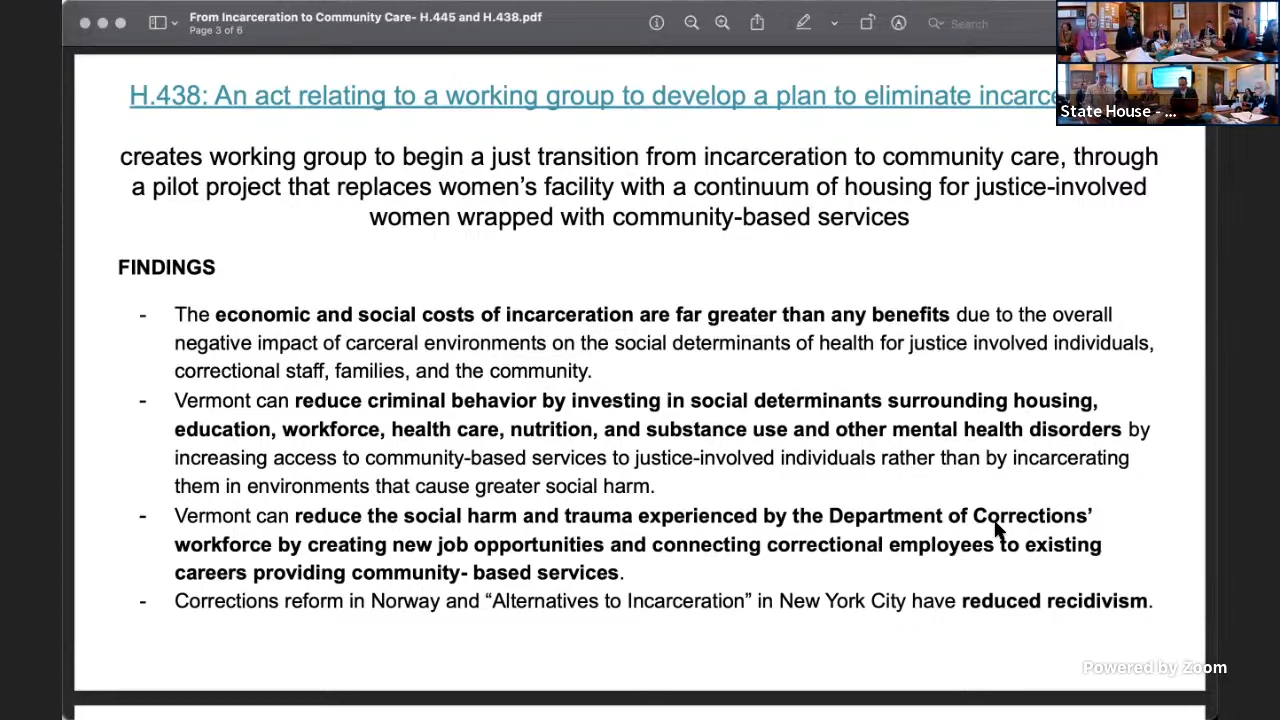 From Incarceration to Community Care- H.445 and H.438.pdf
Page 3 of 6
Search
State House - ...
H.438: An act relating to a working group to develop a plan to eliminate incarce
creates working group to begin a just transition from incarceration to community care, through
a pilot project that replaces women’s facility with a continuum of housing for justice-involved
women wrapped with community-based services
FINDINGS
- The economic and social costs of incarceration are far greater than any benefits due to the overall
negative impact of carceral environments on the social determinants of health for justice involved individuals,
correctional staff, families, and the community.
- Vermont can reduce criminal behavior by investing in social determinants surrounding housing,
education, workforce, health care, nutrition, and substance use and other mental health disorders by
increasing access to community-based services to justice-involved individuals rather than by incarcerating
them in environments that cause greater social harm.
- Vermont can reduce the social harm and trauma experienced by the Department of Corrections’
workforce by creating new job opportunities and connecting correctional employees to existing
careers providing community- based services.
- Corrections reform in Norway and “Alternatives to Incarceration” in New York City have reduced recidivism.
Powered by Zoom